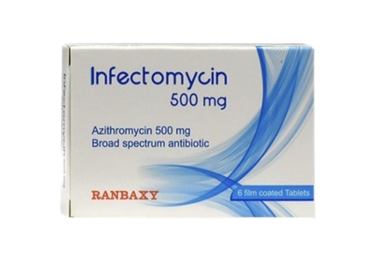 Infectomycin
500 mg
Azithromycin 500 mg
Broad spectrum antibiotic
RANBAXY
6 film coated Tablets